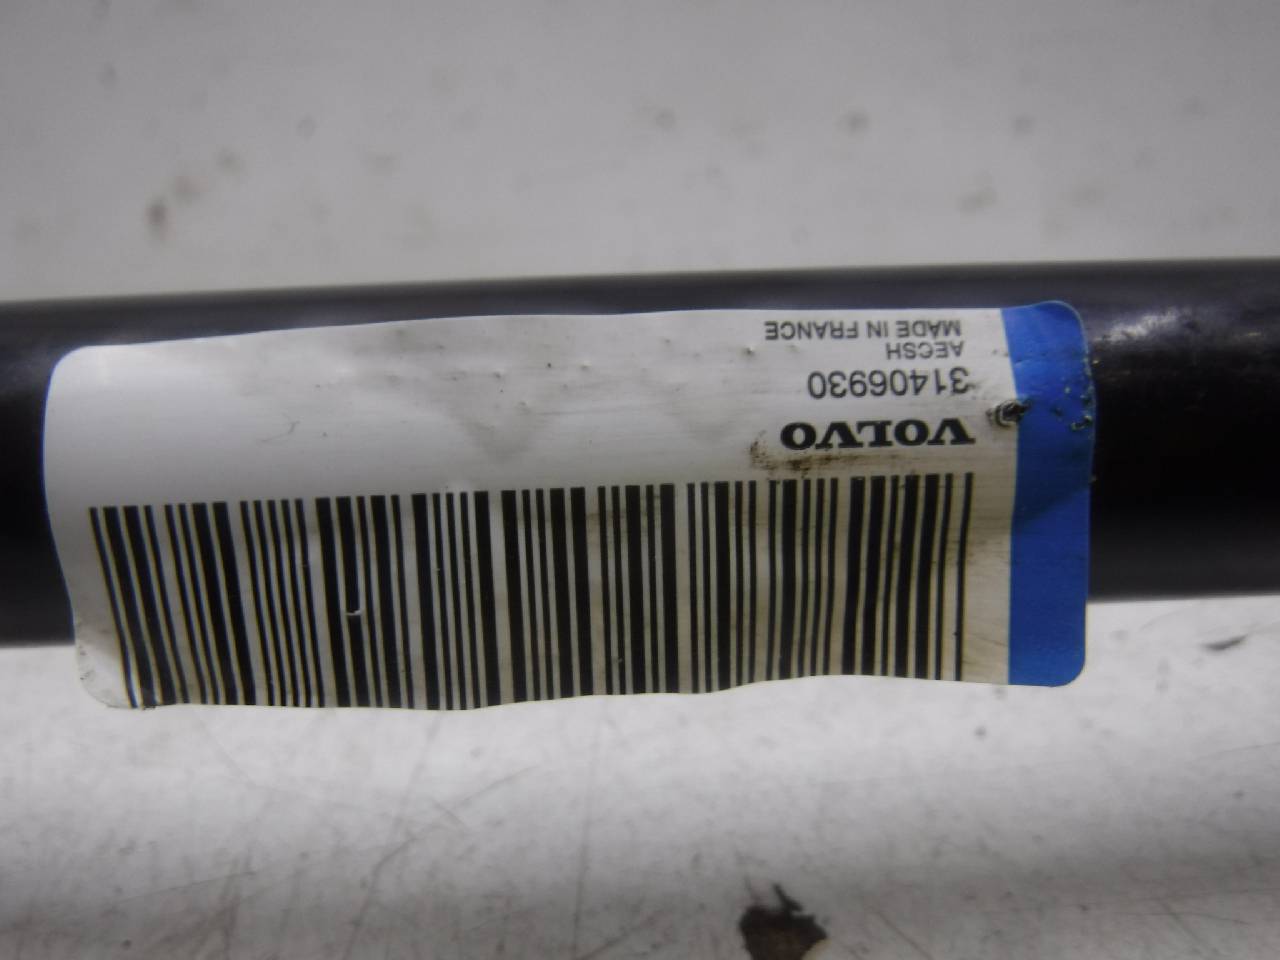 VOLVO
31406930
AECSH
MADE IN FRANCE